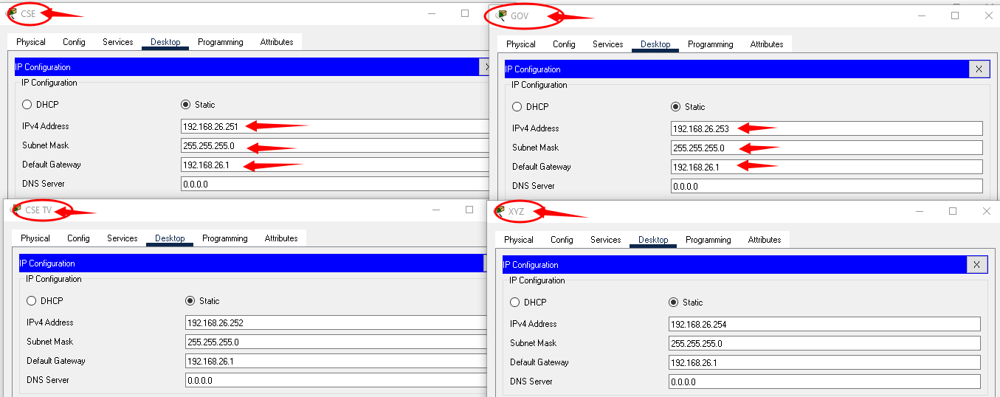 CSE
Physical Config Services Desktop Programming Attributes
IP Configuration X
IP Configuration
DHCP Static
IPv4 Address 192.168.26.251
Subnet Mask 255.255.255.0
Default Gateway 192.168.26.1
DNS Server 0.0.0.0
GOV
Physical Config Services Desktop Programming Attributes
IP Configuration X
IP Configuration
DHCP Static
IPv4 Address 192.168.26.253
Subnet Mask 255.255.255.0
Default Gateway 192.168.26.1
DNS Server 0.0.0.0
CSE TV
Physical Config Services Desktop Programming Attributes
IP Configuration
IP Configuration
DHCP Static
IPv4 Address 192.168.26.252
Subnet Mask 255.255.255.0
Default Gateway 192.168.26.1
DNS Server 0.0.0.0
XYZ
Physical Config Services Desktop Programming Attributes
IP Configuration X
IP Configuration
DHCP Static
IPv4 Address 192.168.26.254
Subnet Mask 255.255.255.0
Default Gateway 192.168.26.1
DNS Server 0.0.0.0